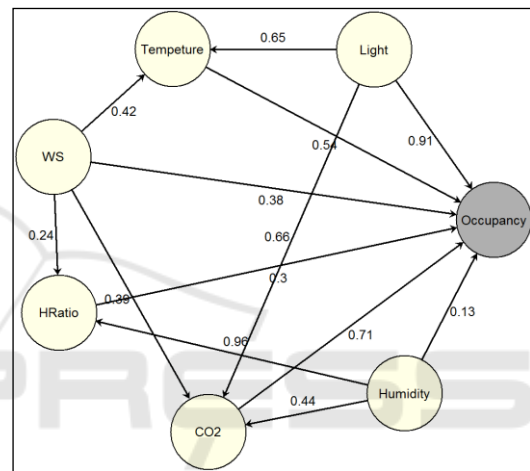 0.65
Tempeture
Light
0.42
0.54
0.91
WS
0.38
Occupancy
0.24
0.66
0.3
HRatio
0.39
0.96
0.71
0.13
Humidity
0.44
CO2
PRESS